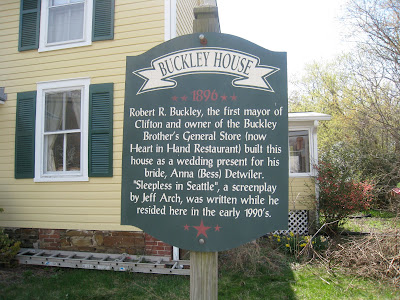 BUCKLEY HOUSE
1896
Robert R. Buckley, the first mayor of
Clifton and owner of the Buckley
Brother's General Store (now
Heart in Hand Restaurant) built this
house as a wedding present for his
bride, Anna (Bess) Detwiler.
"Sleepless in Seattle", a screenplay
by Jeff Arch, was written while he
resided here in the early 1990's.